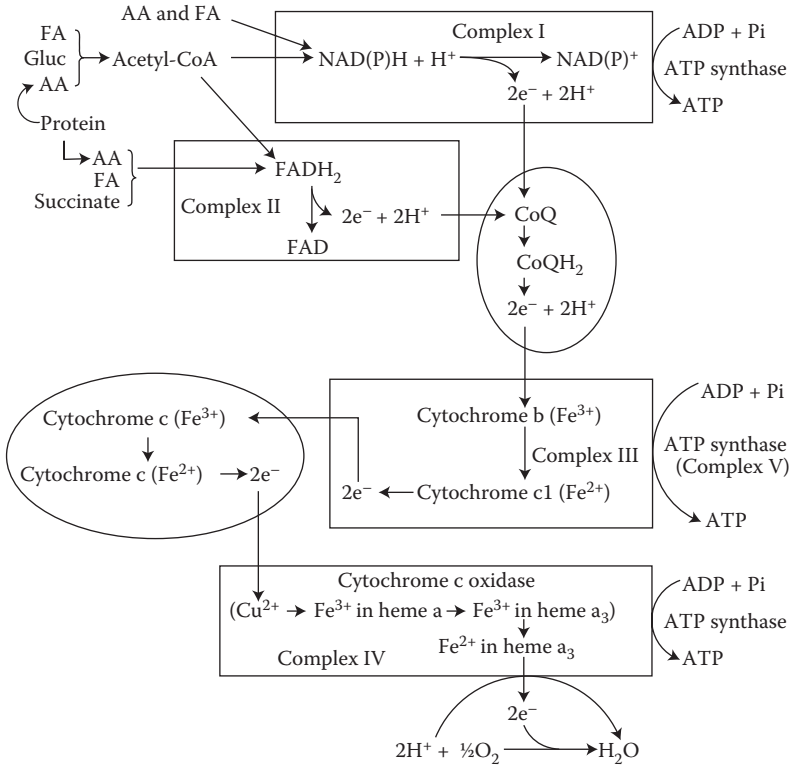 AA and FA
FA
Gluc
AA
Acetyl-CoA
Protein
AA
FA
Succinate
Complex I
NAD(P)H + H⁺
NAD(P)⁺
2e⁻ + 2H⁺
ADP + Pi
ATP synthase
ATP
FADH₂
Complex II
2e⁻ + 2H⁺
FAD
CoQ
CoQH₂
2e⁻ + 2H⁺
Cytochrome b (Fe³⁺)
Complex III
Cytochrome c1 (Fe²⁺)
2e⁻
ADP + Pi
ATP synthase
(Complex V)
ATP
Cytochrome c (Fe³⁺)
Cytochrome c (Fe²⁺)
2e⁻
Cytochrome c oxidase
(Cu²⁺ Fe³⁺ in heme a Fe³⁺ in heme a₃)
Fe²⁺ in heme a₃
Complex IV
ADP + Pi
ATP synthase
ATP
2e⁻
2H⁺ + ½O₂ H₂O